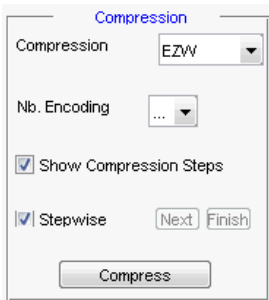 Compression
Compression EZW
Nb. Encoding ...
Show Compression Steps
Stepwise Next Finish
Compress